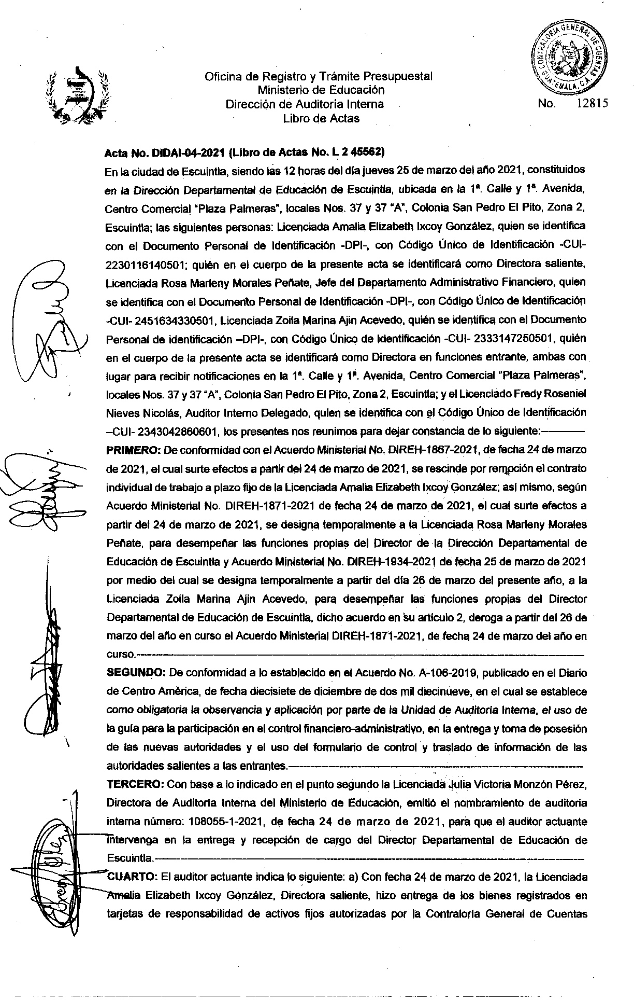 CONTRALORIA GENERAL DE CUENTAS
GUATEMALA, C.A.
Oficina de Registro y Trámite Presupuestal
Ministerio de Educación
Dirección de Auditoría Interna
Libro de Actas
No. 12815
Acta No. DIDAI-04-2021 (Libro de Actas No. L 2 45562)
En la ciudad de Escuintla, siendo las 12 horas del día jueves 25 de marzo del año 2021, constituidos
en la Dirección Departamental de Educación de Escuintla, ubicada en la 1ª. Calle y 1ª. Avenida,
Centro Comercial "Plaza Palmeras", locales Nos. 37 y 37 "A", Colonia San Pedro El Pito, Zona 2,
Escuintla; las siguientes personas: Licenciada Amalia Elizabeth Ixcoy González, quien se identifica
con el Documento Personal de Identificación -DPI-, con Código Único de Identificación -CUI-
2230116140501; quién en el cuerpo de la presente acta se identificará como Directora saliente,
Licenciada Rosa Marleny Morales Peñate, Jefe del Departamento Administrativo Financiero, quien
se identifica con el Documento Personal de Identificación -DPI-, con Código Único de Identificación
-CUI- 2451634330501, Licenciada Zoila Marina Ajin Acevedo, quién se identifica con el Documento
Personal de identificación –DPI-, con Código Único de Identificación -CUI- 2333147250501, quién
en el cuerpo de la presente acta se identificará como Directora en funciones entrante, ambas con
lugar para recibir notificaciones en la 1ª. Calle y 1ª. Avenida, Centro Comercial "Plaza Palmeras",
locales Nos. 37 y 37 "A", Colonia San Pedro El Pito, Zona 2, Escuintla; y el Licenciado Fredy Roseniel
Nieves Nicolás, Auditor Interno Delegado, quien se identifica con el Código Único de Identificación
–CUI- 2343042860601, los presentes nos reunimos para dejar constancia de lo siguiente:————
PRIMERO: De conformidad con el Acuerdo Ministerial No. DIREH-1867-2021, de fecha 24 de marzo
de 2021, el cual surte efectos a partir del 24 de marzo de 2021, se rescinde por remoción el contrato
individual de trabajo a plazo fijo de la Licenciada Amalia Elizabeth Ixcoy González; así mismo, según
Acuerdo Ministerial No. DIREH-1871-2021 de fecha 24 de marzo de 2021, el cual surte efectos a
partir del 24 de marzo de 2021, se designa temporalmente a la Licenciada Rosa Marleny Morales
Peñate, para desempeñar las funciones propias del Director de la Dirección Departamental de
Educación de Escuintla y Acuerdo Ministerial No. DIREH-1934-2021 de fecha 25 de marzo de 2021
por medio del cual se designa temporalmente a partir del día 26 de marzo del presente año, a la
Licenciada Zoila Marina Ajin Acevedo, para desempeñar las funciones propias del Director
Departamental de Educación de Escuintla, dicho acuerdo en su artículo 2, deroga a partir del 26 de
marzo del año en curso el Acuerdo Ministerial DIREH-1871-2021, de fecha 24 de marzo del año en
curso.————————————————
SEGUNDO: De conformidad a lo establecido en el Acuerdo No. A-106-2019, publicado en el Diario
de Centro América, de fecha diecisiete de diciembre de dos mil diecinueve, en el cual se establece
como obligatoria la observancia y aplicación por parte de la Unidad de Auditoría Interna, el uso de
la guía para la participación en el control financiero-administrativo, en la entrega y toma de posesión
de las nuevas autoridades y el uso del formulario de control y traslado de información de las
autoridades salientes a las entrantes.————————————————
TERCERO: Con base a lo indicado en el punto segundo la Licenciada Julia Victoria Monzón Pérez,
Directora de Auditoría Interna del Ministerio de Educación, emitió el nombramiento de auditoria
interna número: 108055-1-2021, de fecha 24 de marzo de 2021, para que el auditor actuante
intervenga en la entrega y recepción de cargo del Director Departamental de Educación de
Escuintla.————————————————
CUARTO: El auditor actuante indica lo siguiente: a) Con fecha 24 de marzo de 2021, la Licenciada
Amalia Elizabeth Ixcoy González, Directora saliente, hizo entrega de los bienes registrados en
tarjetas de responsabilidad de activos fijos autorizadas por la Contraloría General de Cuentas